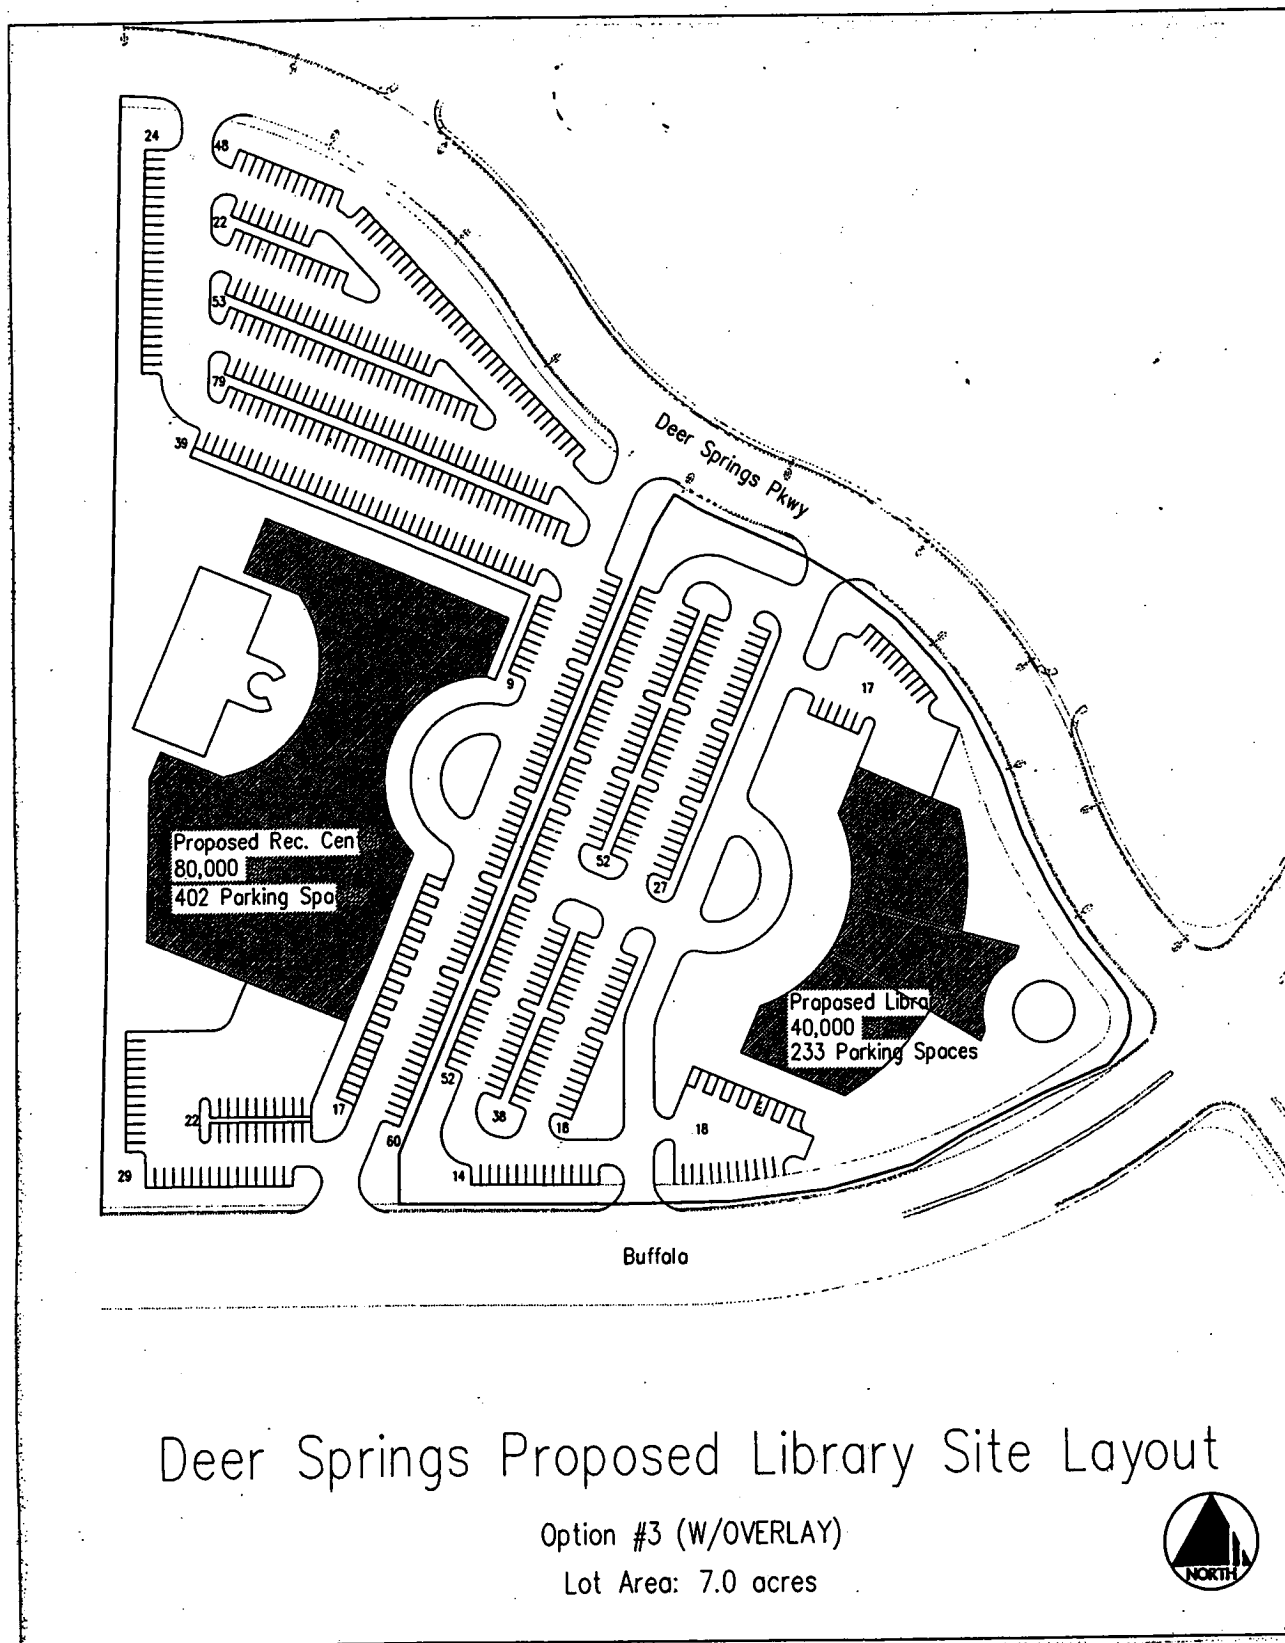 24
48
22
53
79
39
Deer Springs Pkwy
9
17
Proposed Rec. Cen
80,000
402 Parking Spa
52
27
Proposed Libra
40,000
233 Parking Spaces
52
17
22
38
18
18
60
29
14
Buffalo
Deer Springs Proposed Library Site Layout
Option #3 (W/OVERLAY)
Lot Area: 7.0 acres
NORTH